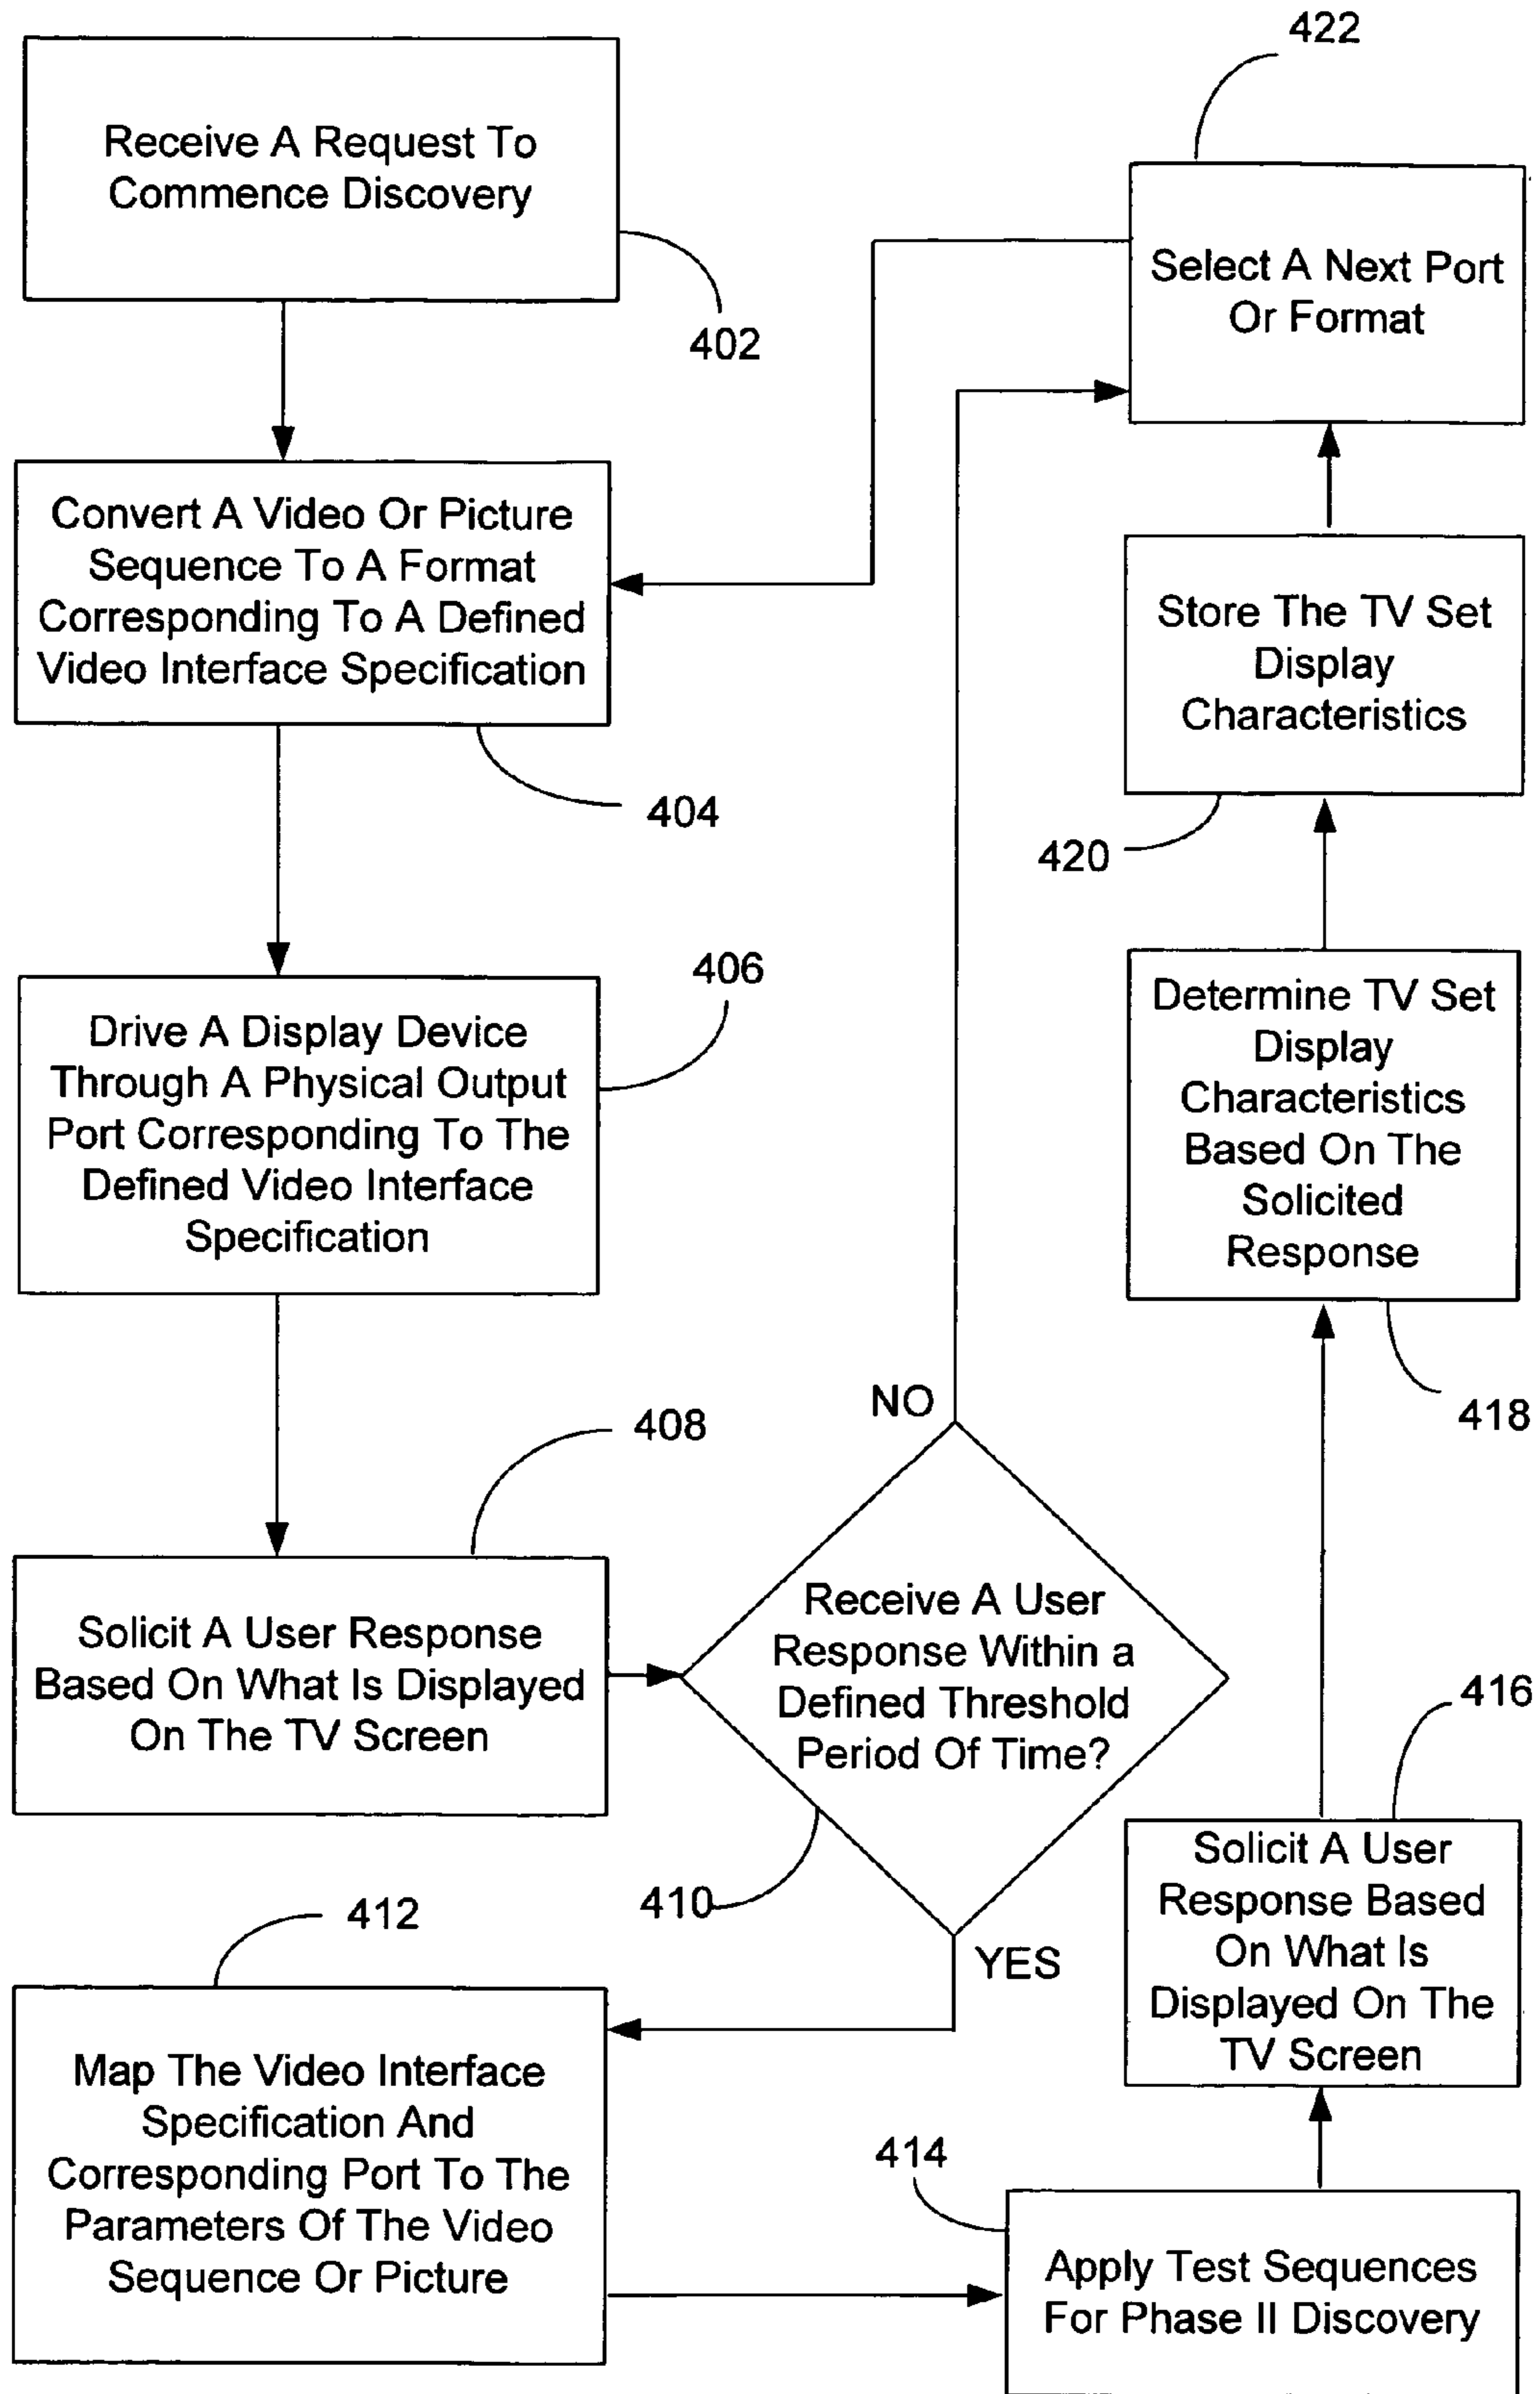 Receive A Request To
Commence Discovery
402
Convert A Video Or Picture
Sequence To A Format
Corresponding To A Defined
Video Interface Specification
404
Drive A Display Device
Through A Physical Output
Port Corresponding To The
Defined Video Interface
Specification
406
Solicit A User Response
Based On What Is Displayed
On The TV Screen
408
Receive A User
Response Within a
Defined Threshold
Period Of Time?
410
NO
YES
Map The Video Interface
Specification And
Corresponding Port To The
Parameters Of The Video
Sequence Or Picture
412
Apply Test Sequences
For Phase II Discovery
414
Solicit A User
Response Based
On What Is
Displayed On The
TV Screen
416
Determine TV Set
Display
Characteristics
Based On The
Solicited
Response
418
Store The TV Set
Display
Characteristics
420
Select A Next Port
Or Format
422